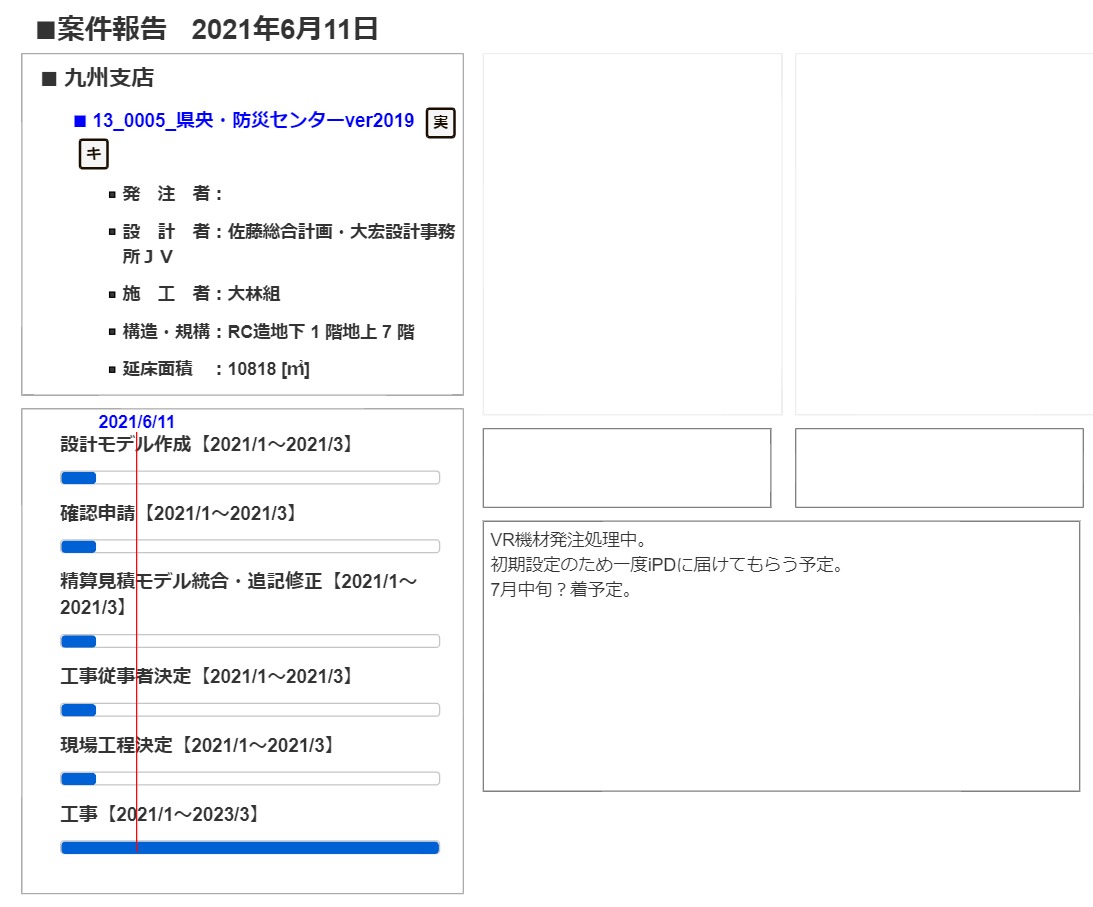 ■案件報告 2021年6月11日
■ 九州支店
■ 13_0005_県央・防災センターver2019 実
キ
▪ 発　注　者：
▪ 設　計　者：佐藤総合計画・大宏設計事務
所ＪＶ
▪ 施　工　者：大林組
▪ 構造・規構：RC造地下１階地上７階
▪ 延床面積　：10818 [㎡]
2021/6/11
設計モデル作成【2021/1～2021/3】
確認申請【2021/1～2021/3】
精算見積モデル統合・追記修正【2021/1～
2021/3】
工事従事者決定【2021/1～2021/3】
現場工程決定【2021/1～2021/3】
工事【2021/1～2023/3】
VR機材発注処理中。
初期設定のため一度iPDに届けてもらう予定。
7月中旬？着予定。